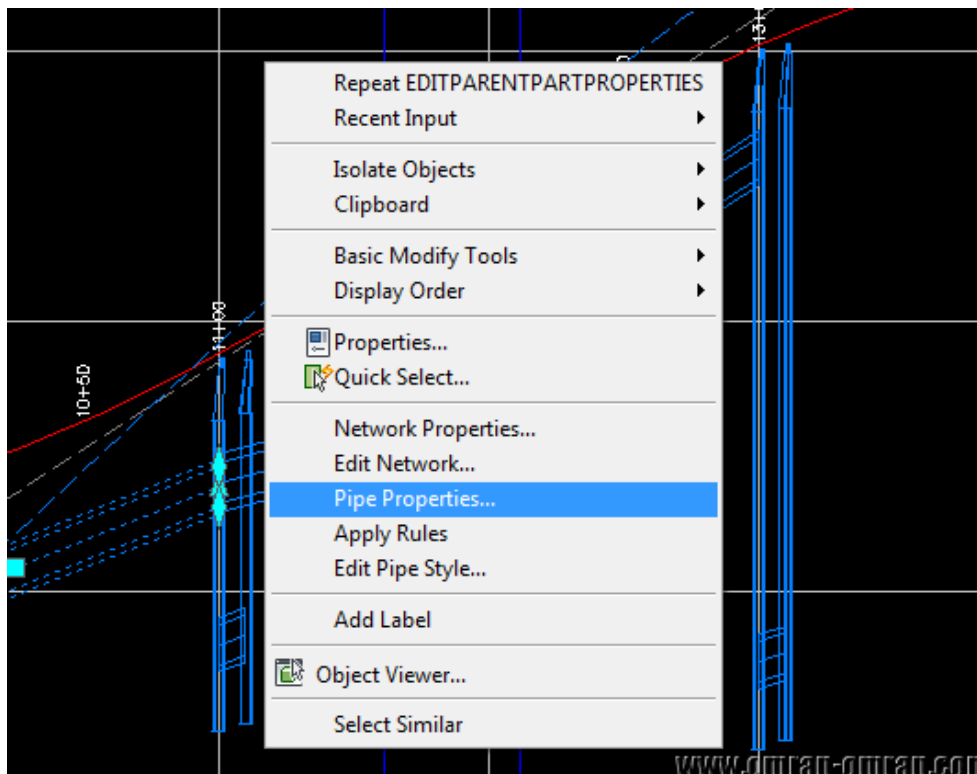 13+
Repeat EDITPARENTPARTPROPERTIES
Recent Input
Isolate Objects
Clipboard
Basic Modify Tools
Display Order
11+00
Properties...
10+50
Quick Select...
Network Properties...
Edit Network...
Pipe Properties...
Apply Rules
Edit Pipe Style...
Add Label
Object Viewer...
Select Similar
www.omran-omran.com